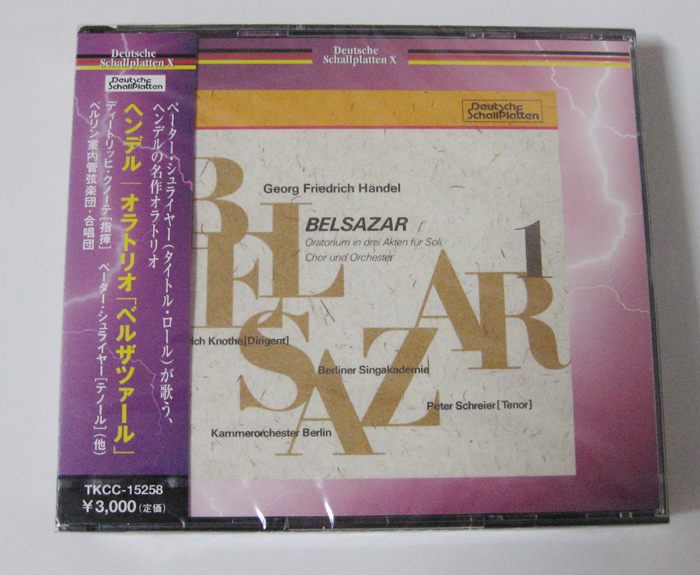 Deutsche
Schallplatten X
Deutsche
SchallPlatten
ペーター・シュライヤー(タイトル・ロール)が歌う、
ヘンデルの名作オラトリオ
ヘンデル|オラトリオ「ベルザツァール」
ディートリッヒ・クノーテ[指揮] ペーター・シュライヤー[テノール](他)
ベルリン室内管弦楽団・合唱団
TKCC-15258
¥3,000(定価)
Deutsche
Schallplatten X
Deutsche
SchallPlatten
Georg Friedrich Händel
BELSAZAR
Oratorium in drei Akten für Soli,
Chor und Orchester
1
BEL
SAZAR
rich Knothe[Dirigent]
Berliner Singakademie
Peter Schreier[Tenor]
Kammerorchester Berlin